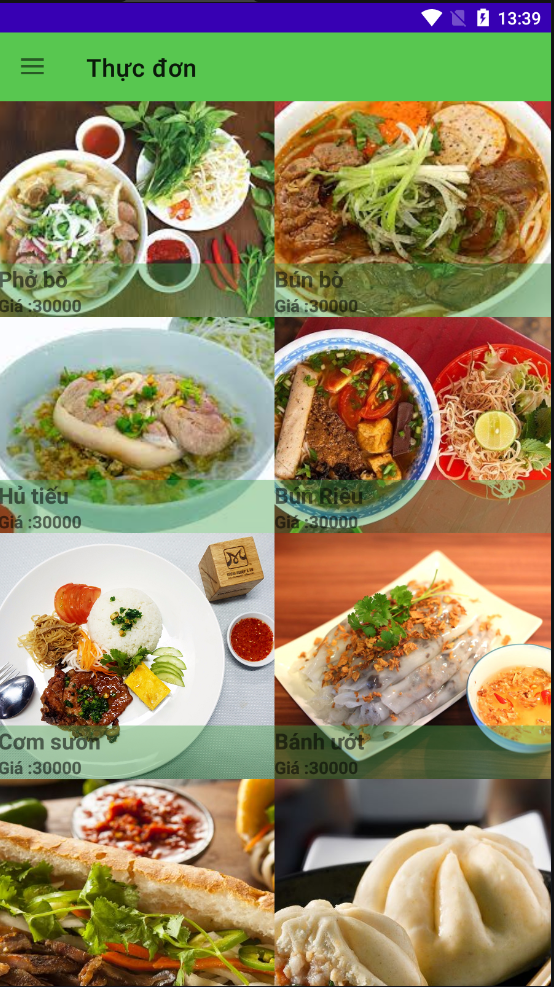 13:39
Thực đơn
Phở bò
Giá :30000
Bún bò
Giá :30000
Hủ tiếu
Giá :30000
Bún Riêu
Giá :30000
Cơm sườn
Giá :30000
Bánh ướt
Giá :30000